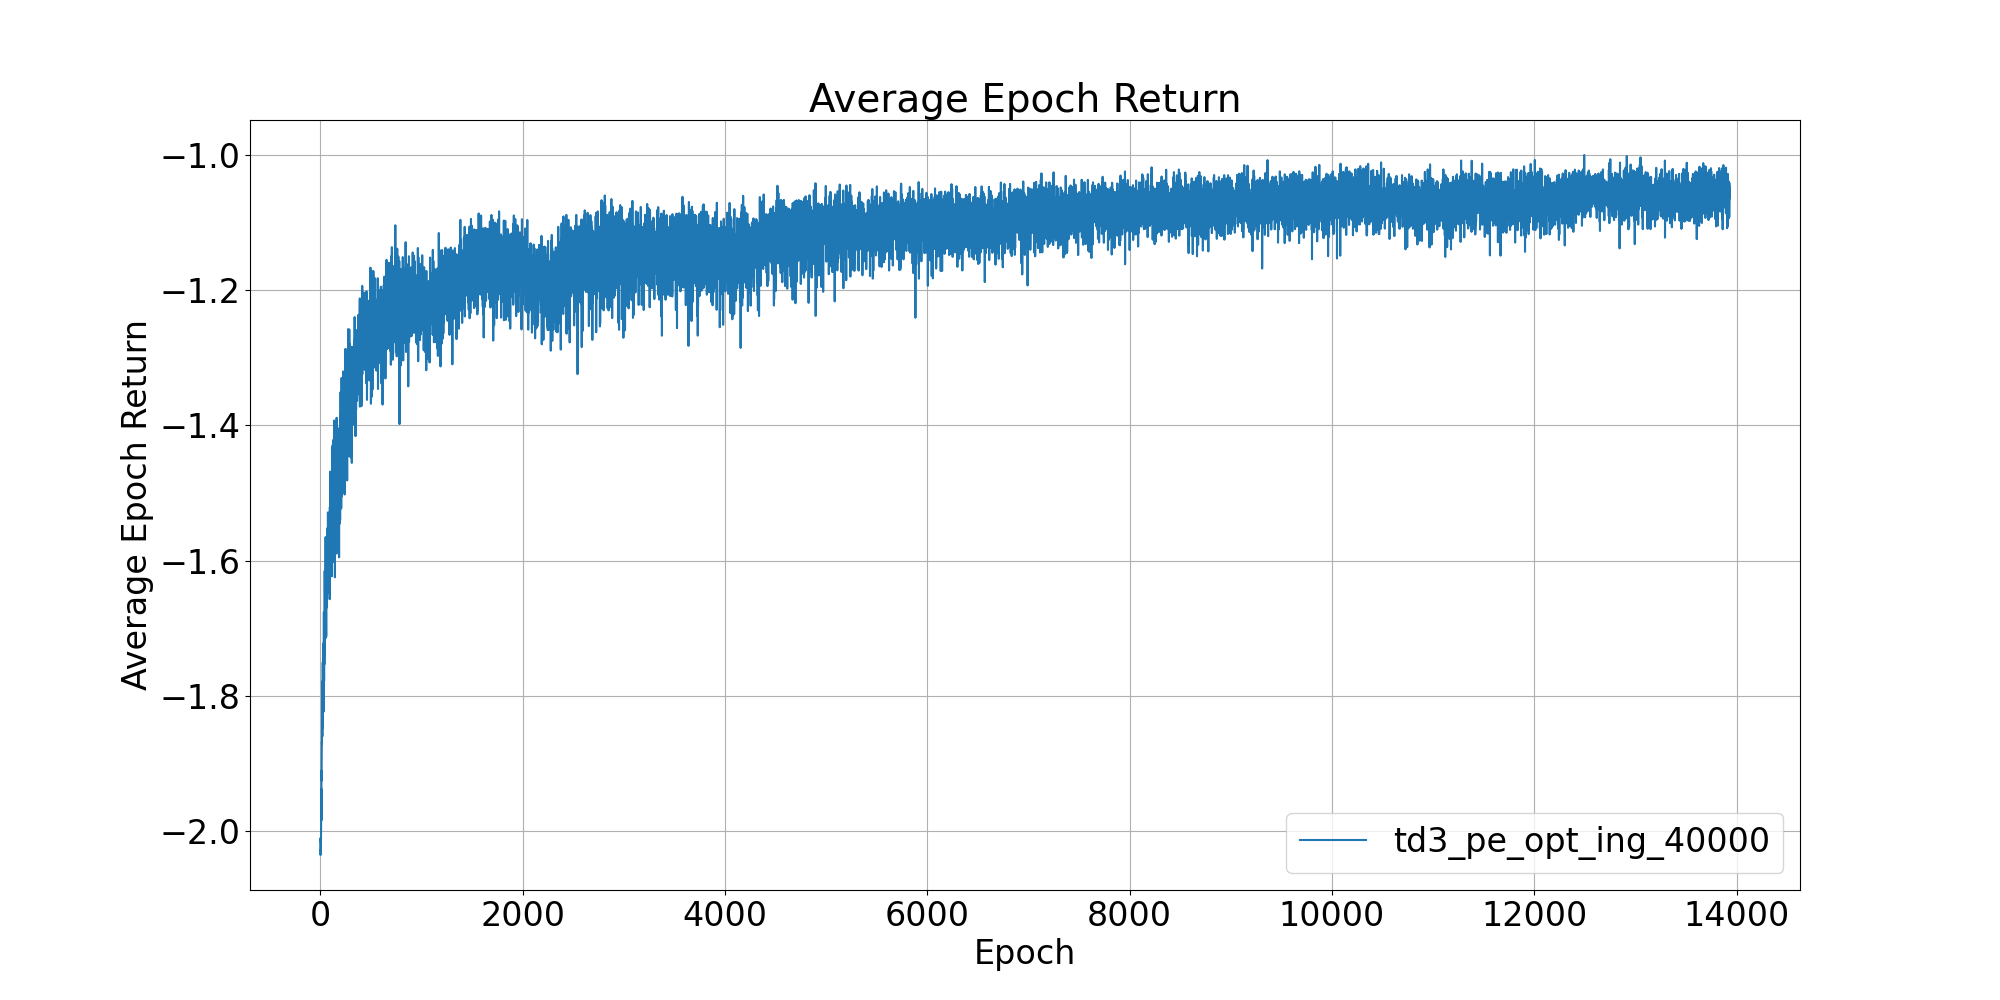 Average Epoch Return
Average Epoch Return
−1.0
−1.2
−1.4
−1.6
−1.8
−2.0
0 2000 4000 6000 8000 10000 12000 14000
Epoch
td3_pe_opt_ing_40000